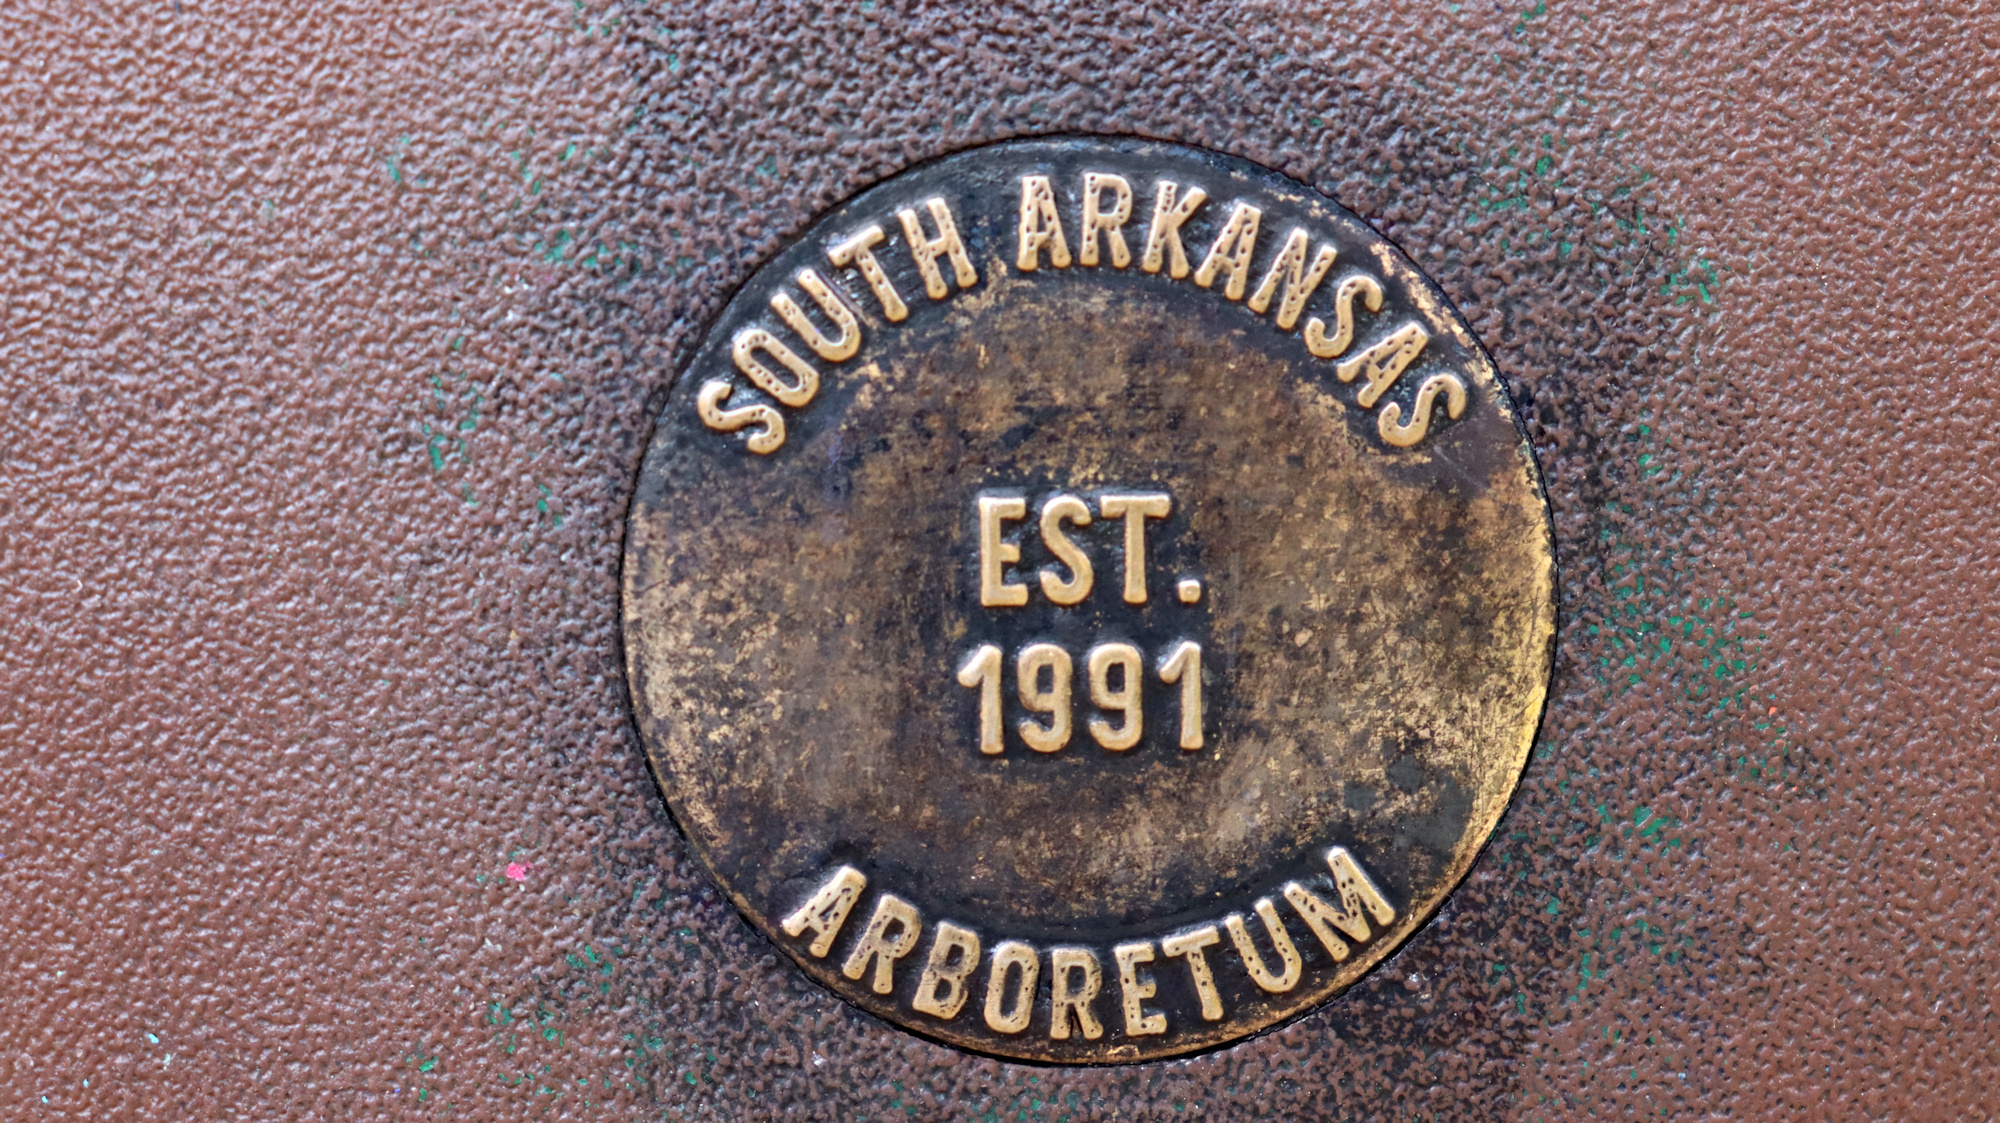 SOUTH ARKANSAS
EST.
1991
ARBORETUM